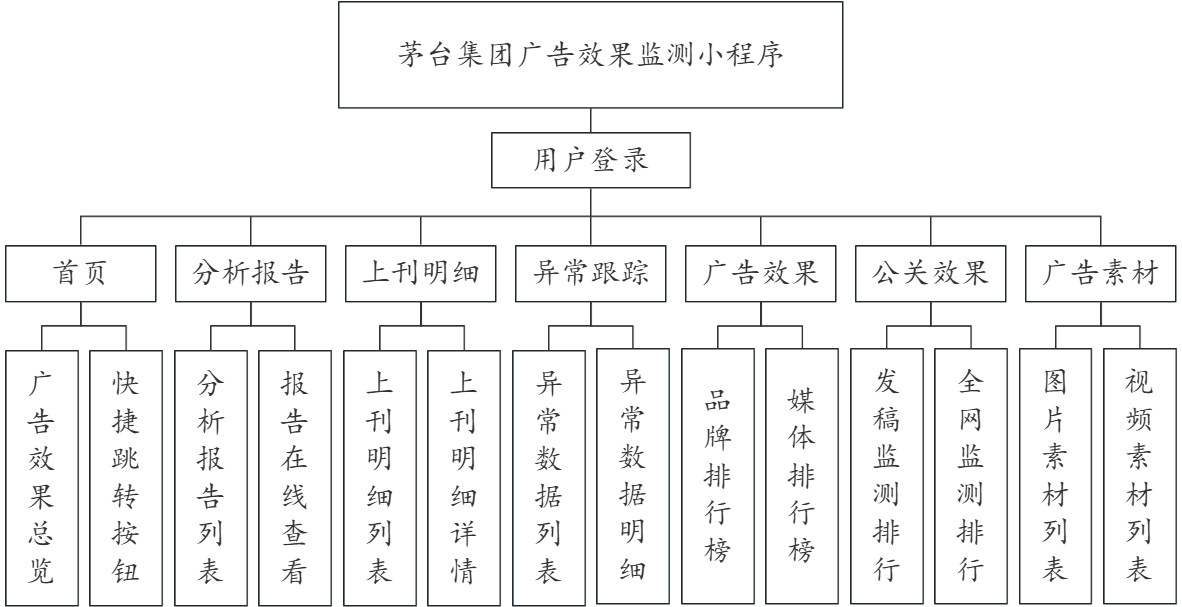 茅台集团广告效果监测小程序
用户登录
首页
分析报告
上刊明细
异常跟踪
广告效果
公关效果
广告素材
广告效果总览
快捷跳转按钮
分析报告列表
报告在线查看
上刊明细列表
上刊明细详情
异常数据列表
异常数据明细
品牌排行榜
媒体排行榜
发稿监测排行
全网监测排行
图片素材列表
视频素材列表